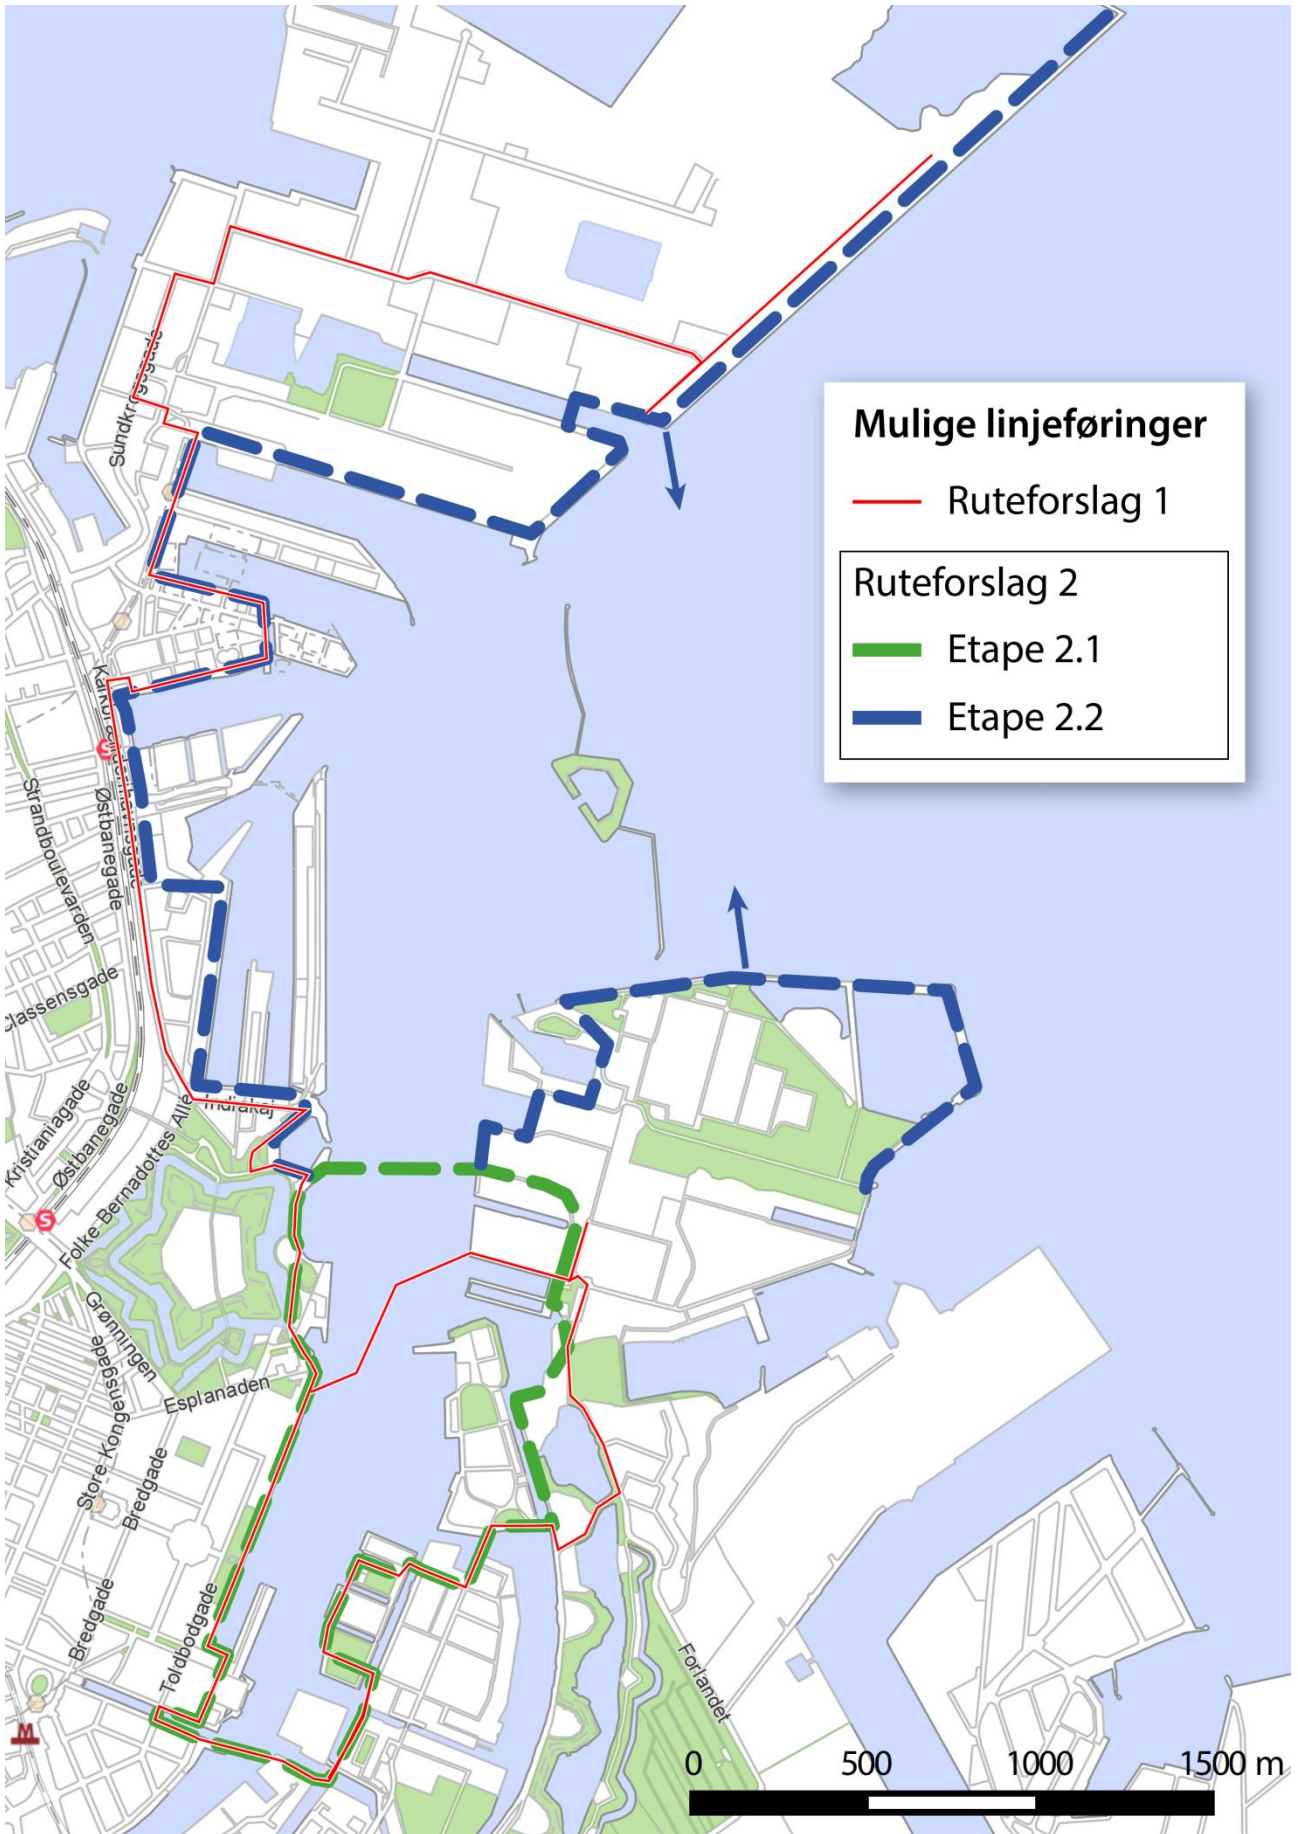 Mulige linjeføringer
Ruteforslag 1
Ruteforslag 2
Etape 2.1
Etape 2.2
Sundkrogsgade
Østbanegade
Strandboulevarden
Classensgade
Kristianiagade
Østbanegade
Folke Bernadottes Allé
Indiakaj
Grønningen
Esplanaden
Store Kongensgade
Bredgade
Bredgade
Toldbodgade
Forlandet
S
S
M
0 500 1000 1500 m